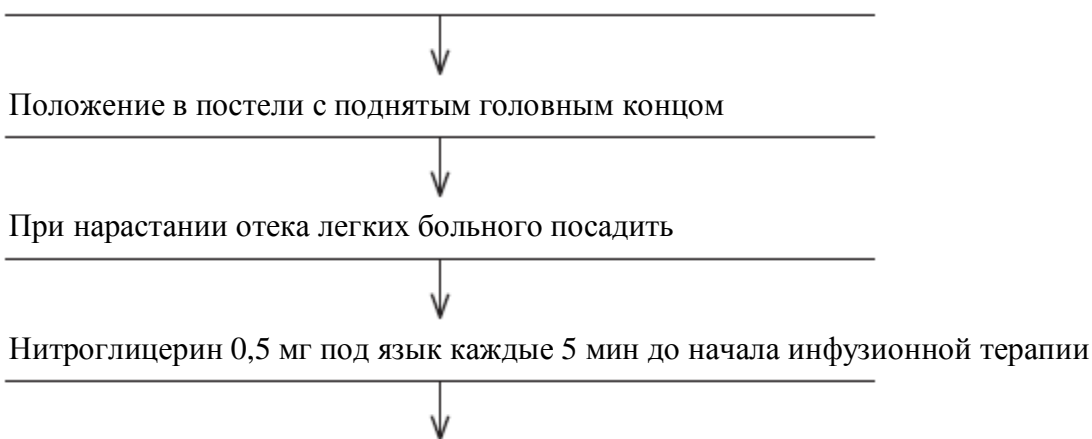 Положение в постели с поднятым головным концом
При нарастании отека легких больного посадить
Нитроглицерин 0,5 мг под язык каждые 5 мин до начала инфузионной терапии